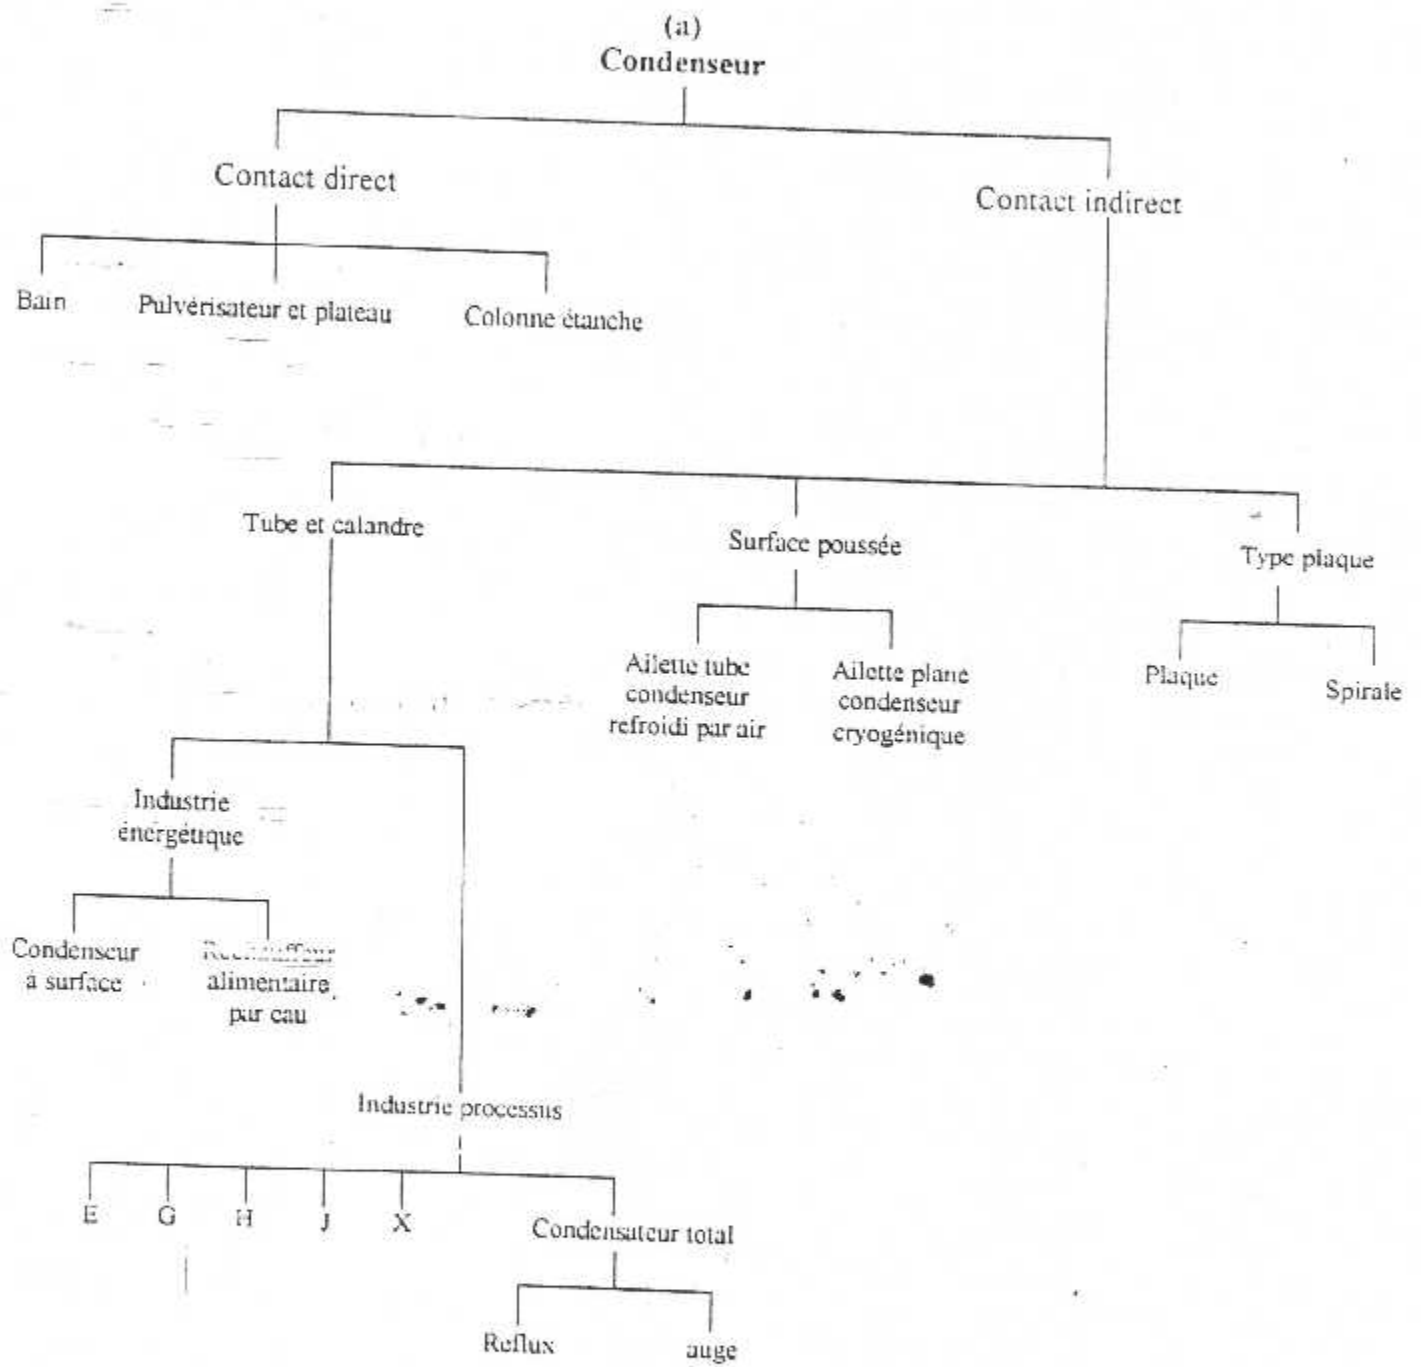 (a)
Condenseur
Contact direct
Contact indirect
Bain
Pulvérisateur et plateau
Colonne étanche
Tube et calandre
Surface poussée
Type plaque
Ailette tube
condenseur
refroidi par air
Ailette plane
condenseur
cryogénique
Plaque
Spirale
Industrie
énergétique
Condenseur
à surface
alimentaire
par eau
Industrie processus
E
G
H
J
X
Condensateur total
Reflux
auge